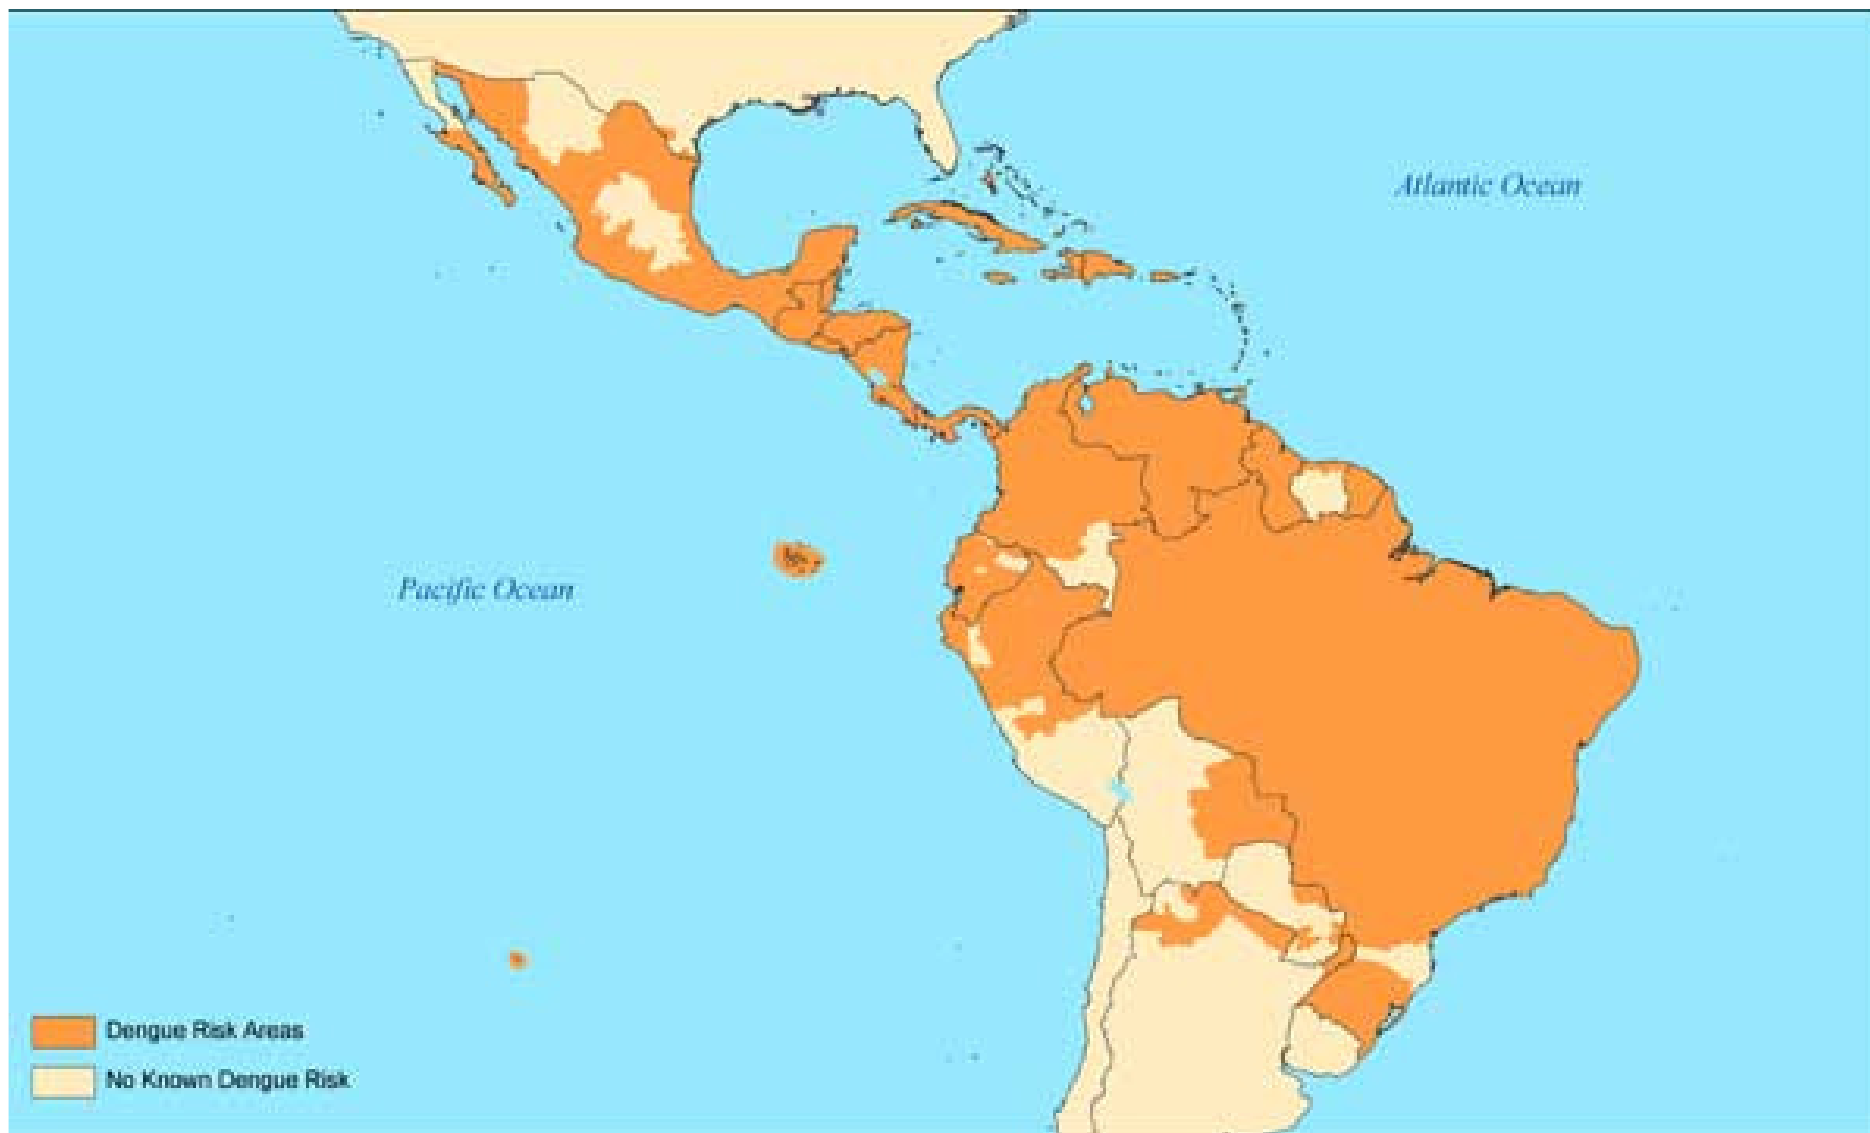 Atlantic Ocean
Pacific Ocean
Dengue Risk Areas
No Known Dengue Risk